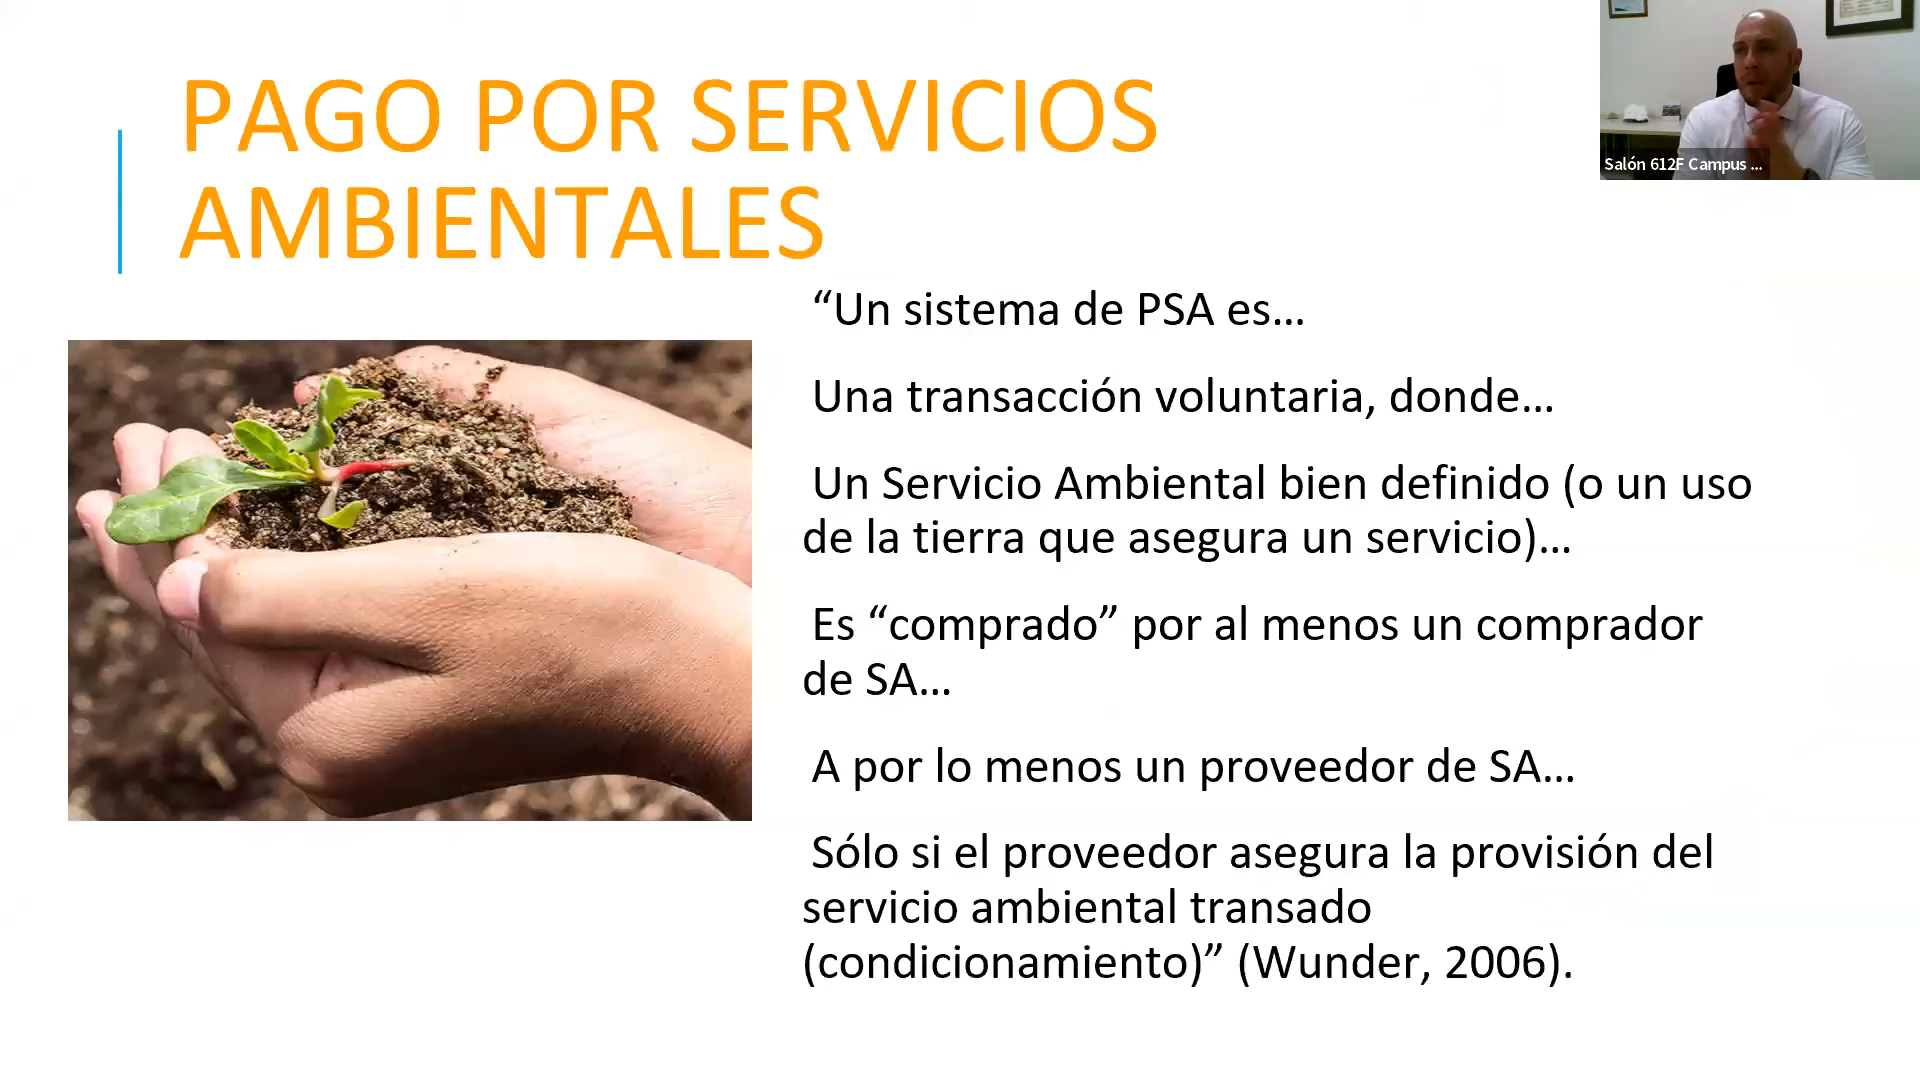 PAGO POR SERVICIOS
AMBIENTALES
Salón 612F Campus ...
“Un sistema de PSA es…
Una transacción voluntaria, donde…
Un Servicio Ambiental bien definido (o un uso
de la tierra que asegura un servicio)…
Es “comprado” por al menos un comprador
de SA…
A por lo menos un proveedor de SA…
Sólo si el proveedor asegura la provisión del
servicio ambiental transado
(condicionamiento)” (Wunder, 2006).